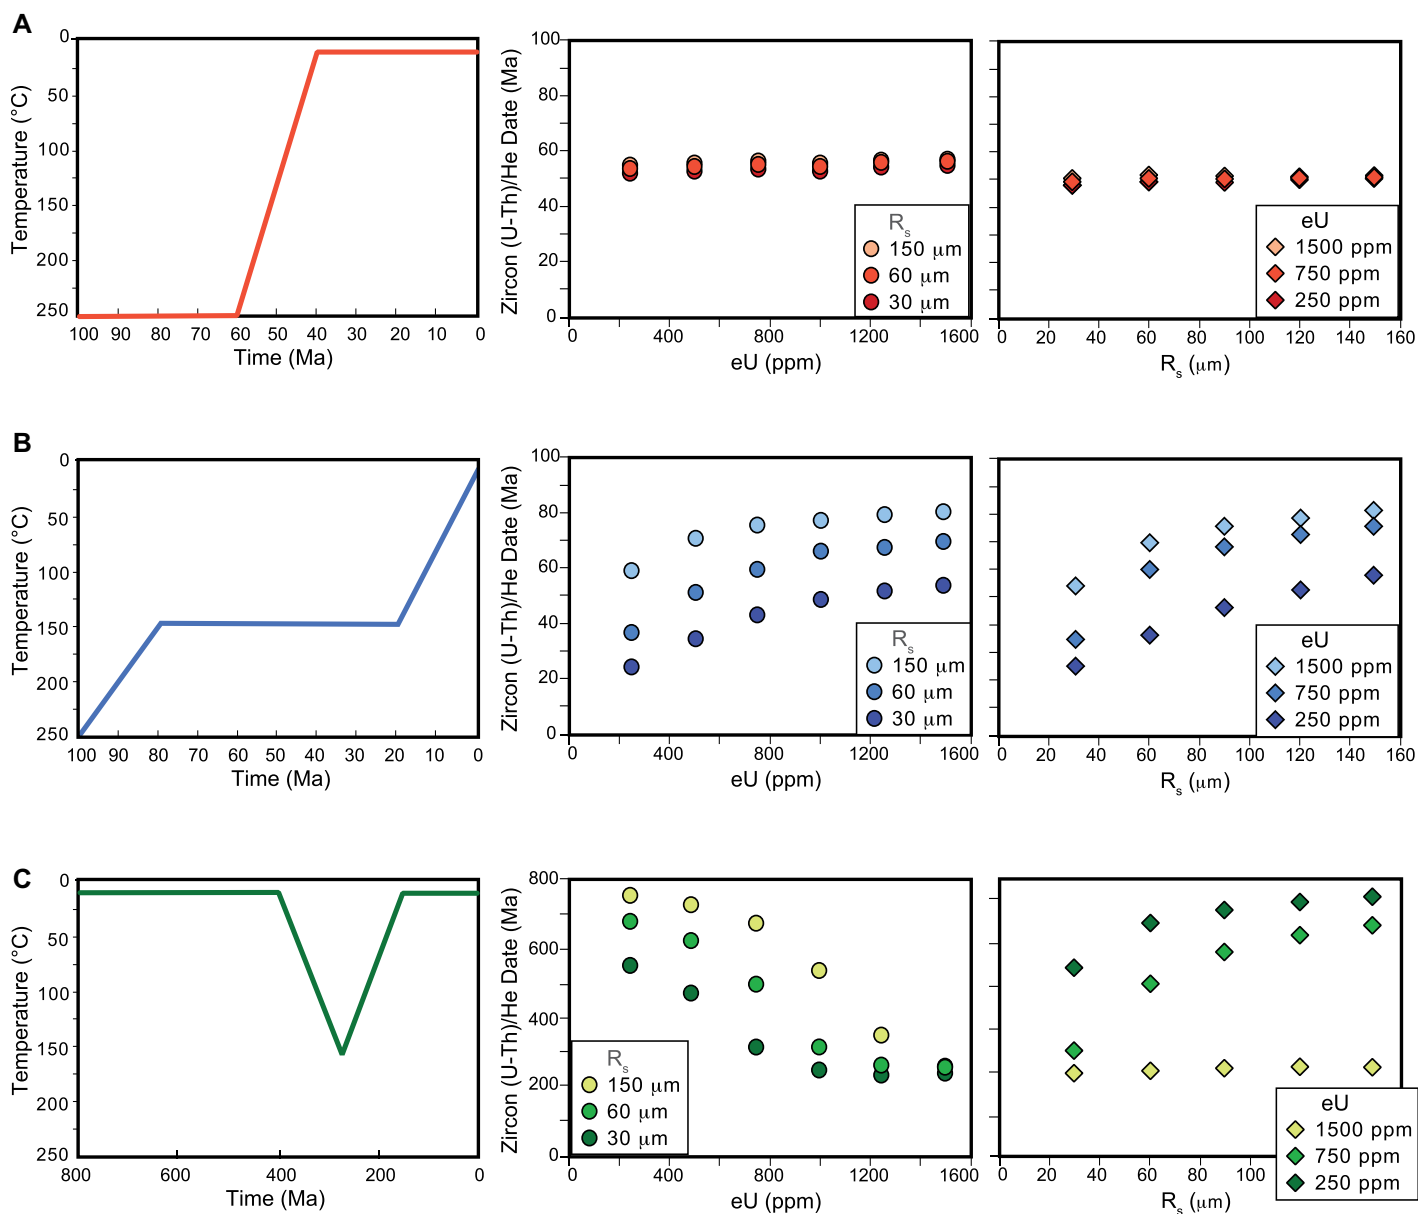 A
Temperature (°C)
0
50
100
150
200
250
100 90 80 70 60 50 40 30 20 10 0
Time (Ma)
Zircon (U-Th)/He Date (Ma)
100
80
60
40
20
0
0 400 800 1200 1600
eU (ppm)
Rs
150 μm
60 μm
30 μm
0 20 40 60 80 100 120 140 160
Rs (μm)
eU
1500 ppm
750 ppm
250 ppm
B
Temperature (°C)
0
50
100
150
200
250
100 90 80 70 60 50 40 30 20 10 0
Time (Ma)
Zircon (U-Th)/He Date (Ma)
100
80
60
40
20
0
0 400 800 1200 1600
eU (ppm)
Rs
150 μm
60 μm
30 μm
0 20 40 60 80 100 120 140 160
Rs (μm)
eU
1500 ppm
750 ppm
250 ppm
C
Temperature (°C)
0
50
100
150
200
250
800 600 400 200 0
Time (Ma)
Zircon (U-Th)/He Date (Ma)
800
600
400
200
0
0 400 800 1200 1600
eU (ppm)
Rs
150 μm
60 μm
30 μm
0 20 40 60 80 100
Rs (μm)
eU
1500 ppm
750 ppm
250 ppm